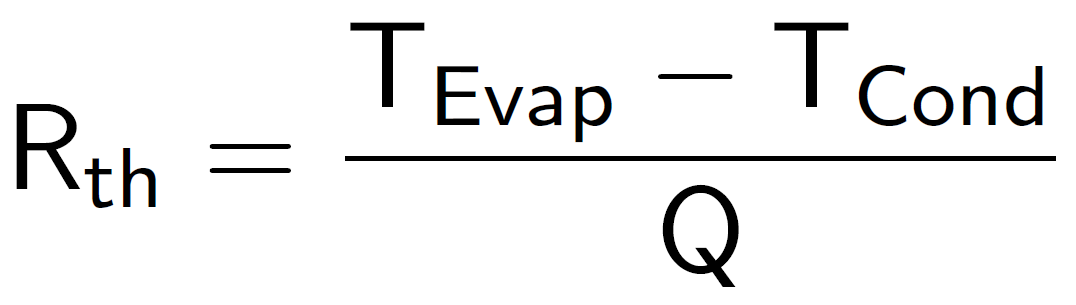 R_th = (T_Evap − T_Cond) / Q